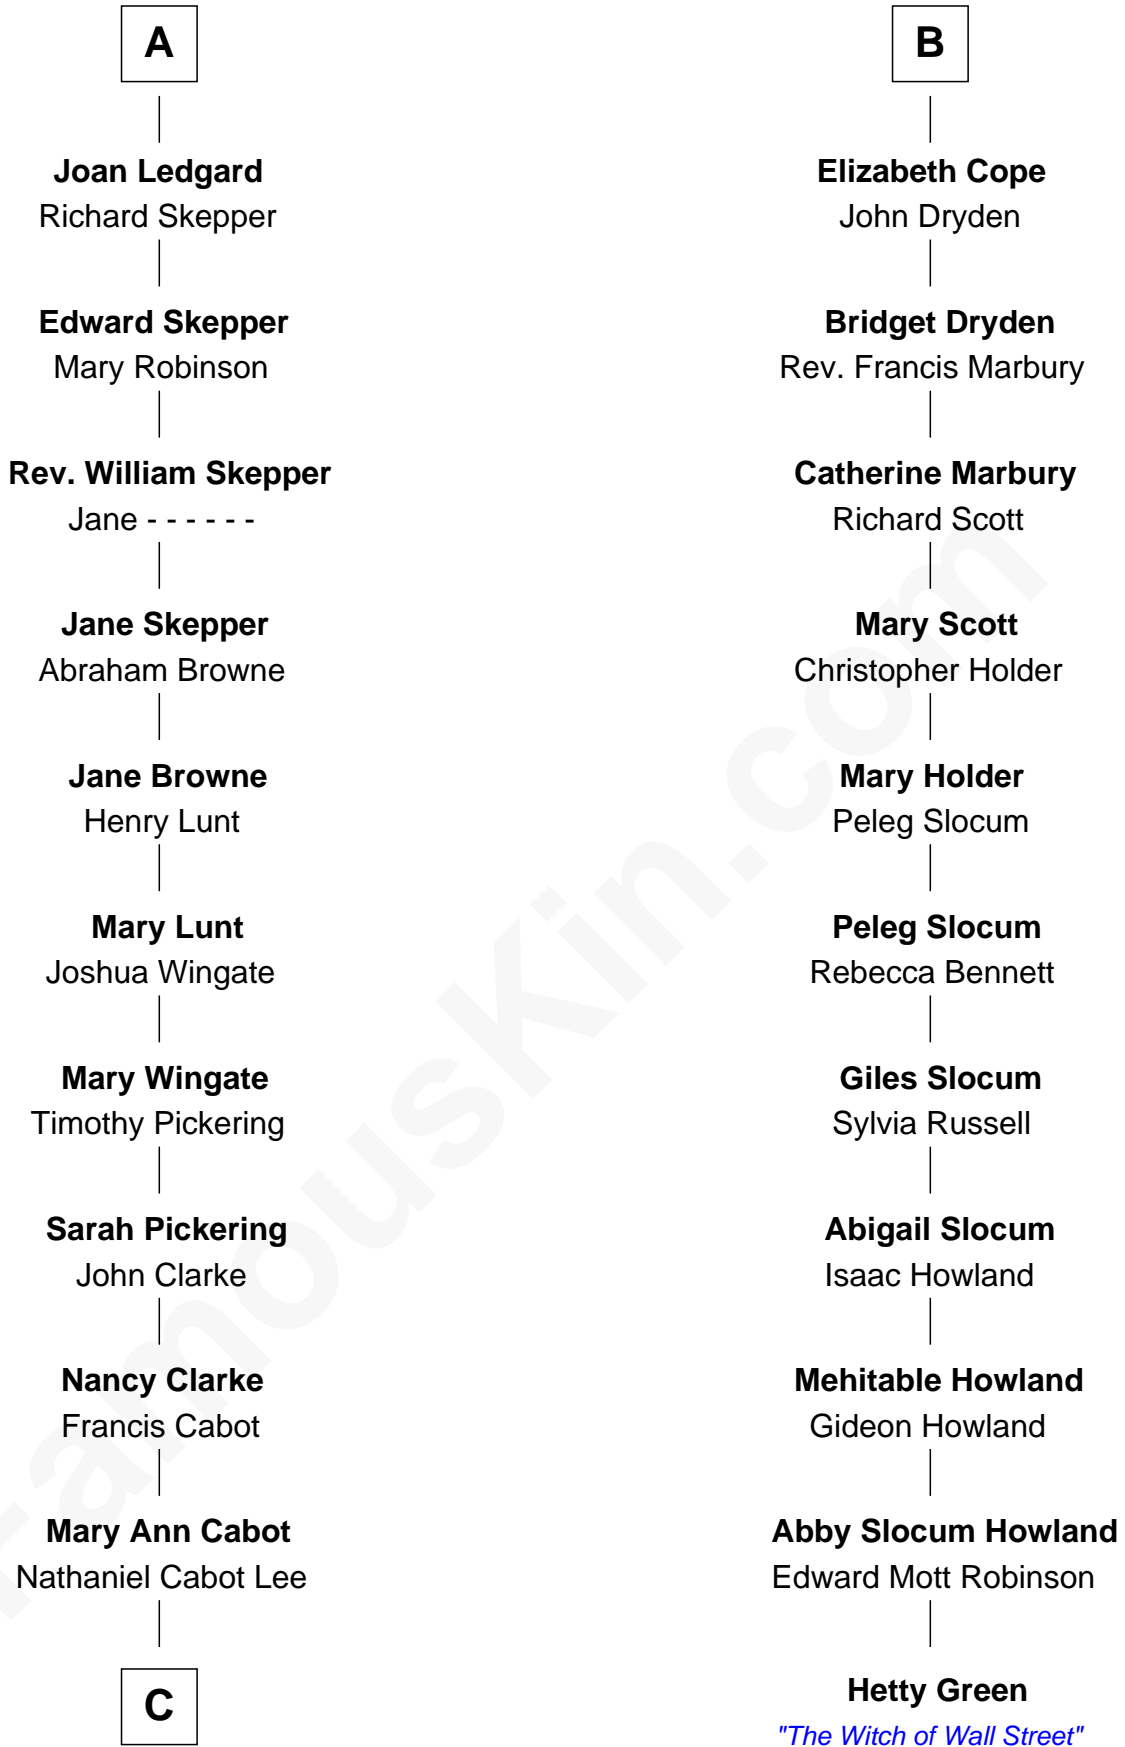 A
Joan Ledgard
Richard Skepper
Edward Skepper
Mary Robinson
Rev. William Skepper
Jane - - - - - -
Jane Skepper
Abraham Browne
Jane Browne
Henry Lunt
Mary Lunt
Joshua Wingate
Mary Wingate
Timothy Pickering
Sarah Pickering
John Clarke
Nancy Clarke
Francis Cabot
Mary Ann Cabot
Nathaniel Cabot Lee
C
B
Elizabeth Cope
John Dryden
Bridget Dryden
Rev. Francis Marbury
Catherine Marbury
Richard Scott
Mary Scott
Christopher Holder
Mary Holder
Peleg Slocum
Peleg Slocum
Rebecca Bennett
Giles Slocum
Sylvia Russell
Abigail Slocum
Isaac Howland
Mehitable Howland
Gideon Howland
Abby Slocum Howland
Edward Mott Robinson
Hetty Green
"The Witch of Wall Street"
FamousKin.com